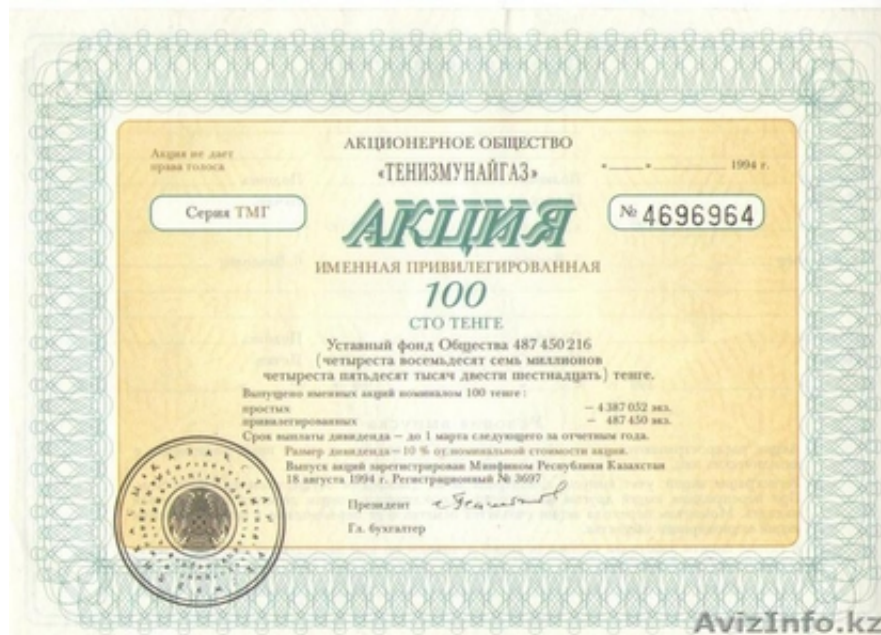 АКЦИОНЕРНОЕ ОБЩЕСТВО
Акция не дает
права голоса
«ТЕНИЗМУНАЙГАЗ»
«____» ____________ 1994 г.
Серия ТМГ
АКЦИЯ
№ 4696964
ИМЕННАЯ ПРИВИЛЕГИРОВАННАЯ
100
СТО ТЕНГЕ
Уставный фонд Общества 487 450 216
(четыреста восемьдесят семь миллионов
четыреста пятьдесят тысяч двести шестнадцать) тенге.
Выпущено именных акций номиналом 100 тенге :
простых — 4 387 052 экз.
привилегированных — 487 450 экз.
Срок выплаты дивиденда — до 1 марта следующего за отчетным года.
Размер дивиденда — 10 % от номинальной стоимости акции.
Выпуск акций зарегистрирован Минфином Республики Казахстан
18 августа 1994 г. Регистрационный № 3697
Президент
Гл. бухгалтер
AvizInfo.kz